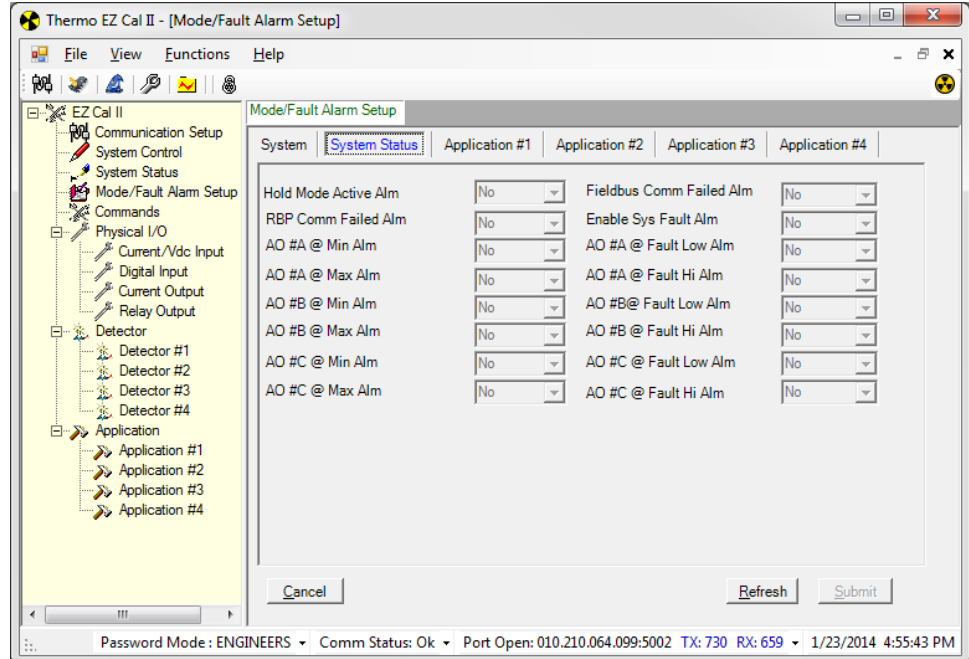 Thermo EZ Cal II - [Mode/Fault Alarm Setup]
File View Functions Help
EZ Cal II
Communication Setup
System Control
System Status
Mode/Fault Alarm Setup
Commands
Physical I/O
Current/Vdc Input
Digital Input
Current Output
Relay Output
Detector
Detector #1
Detector #2
Detector #3
Detector #4
Application
Application #1
Application #2
Application #3
Application #4
Mode/Fault Alarm Setup
System System Status Application #1 Application #2 Application #3 Application #4
Hold Mode Active Alm No Fieldbus Comm Failed Alm No
RBP Comm Failed Alm No Enable Sys Fault Alm No
AO #A @ Min Alm No AO #A @ Fault Low Alm No
AO #A @ Max Alm No AO #A @ Fault Hi Alm No
AO #B @ Min Alm No AO #B@ Fault Low Alm No
AO #B @ Max Alm No AO #B @ Fault Hi Alm No
AO #C @ Min Alm No AO #C @ Fault Low Alm No
AO #C @ Max Alm No AO #C @ Fault Hi Alm No
Cancel Refresh Submit
Password Mode : ENGINEERS Comm Status: Ok Port Open: 010.210.064.099:5002 TX: 730 RX: 659 1/23/2014 4:55:43 PM